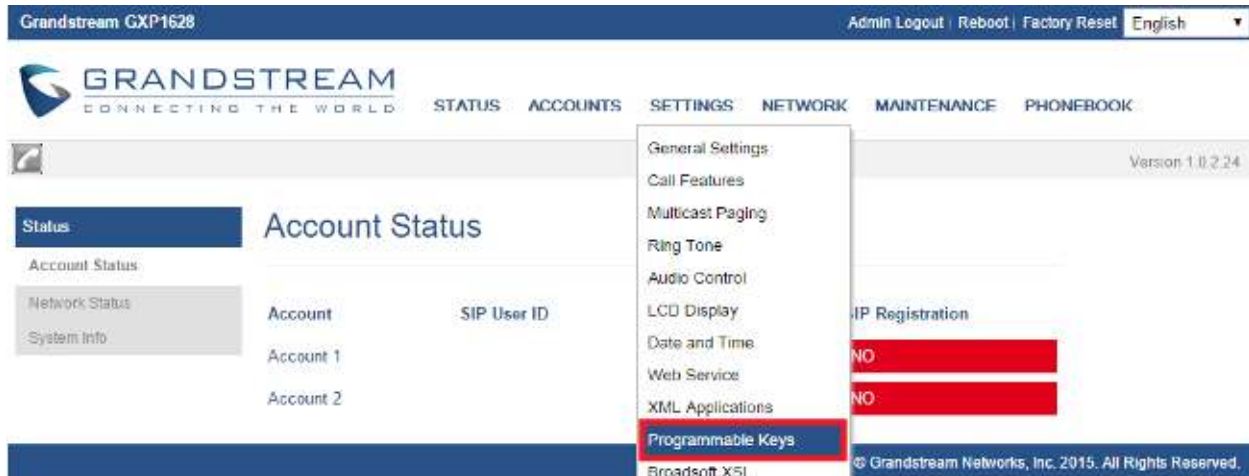 Grandstream GXP1628
Admin Logout | Reboot | Factory Reset English
GRANDSTREAM
CONNECTING THE WORLD
STATUS ACCOUNTS SETTINGS NETWORK MAINTENANCE PHONEBOOK
Version 1.0.2.24
General Settings
Call Features
Multicast Paging
Ring Tone
Audio Control
LCD Display
Date and Time
Web Service
XML Applications
Programmable Keys
Broadsoft XSI
Status
Account Status
Network Status
System Info
Account Status
Account SIP User ID IP Registration
Account 1 NO
Account 2 NO
© Grandstream Networks, Inc. 2015. All Rights Reserved.